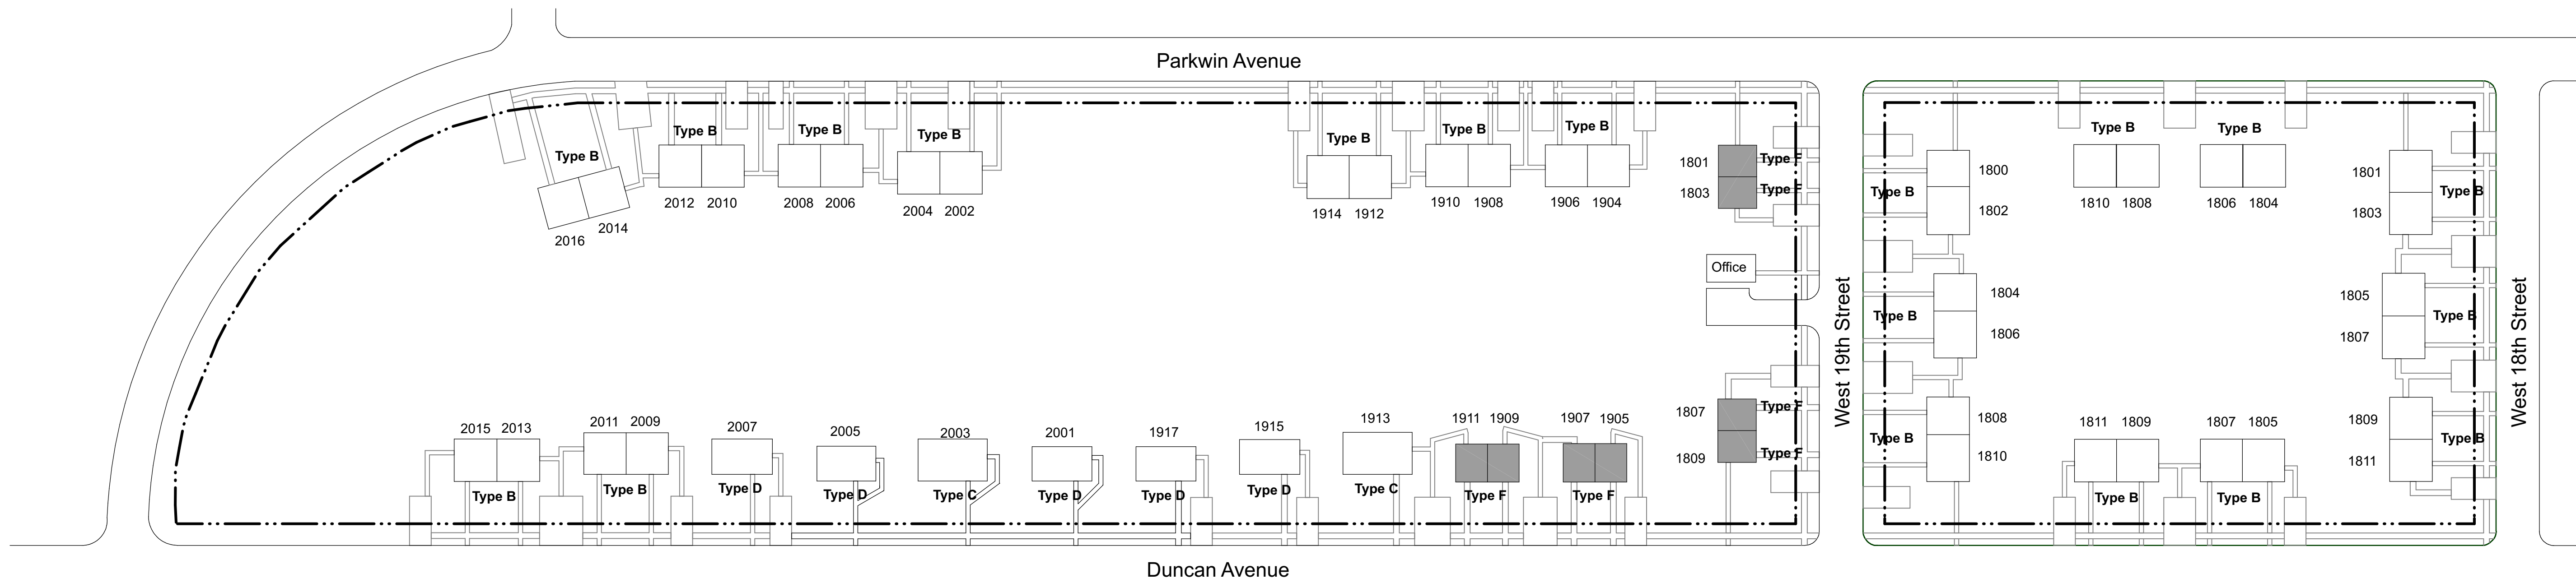 Parkwin Avenue
Type B
Type B
Type B
Type B
2016
2014
2012
2010
2008
2006
2004
2002
Type B
Type B
Type B
1914
1912
1910
1908
1906
1904
1801
Type F
1803
Type F
Office
West 19th Street
1807
Type F
1809
Type F
2015
2013
2011
2009
2007
2005
2003
2001
1917
1915
1913
1911
1909
1907
1905
Type B
Type B
Type D
Type D
Type C
Type D
Type D
Type D
Type C
Type F
Type F
Duncan Avenue
Type B
1800
1802
Type B
1804
1806
Type B
1808
1810
Type B
Type B
1810
1808
1806
1804
1801
Type B
1803
1805
Type B
1807
1809
Type B
1811
1811
1809
1807
1805
Type B
Type B
West 18th Street